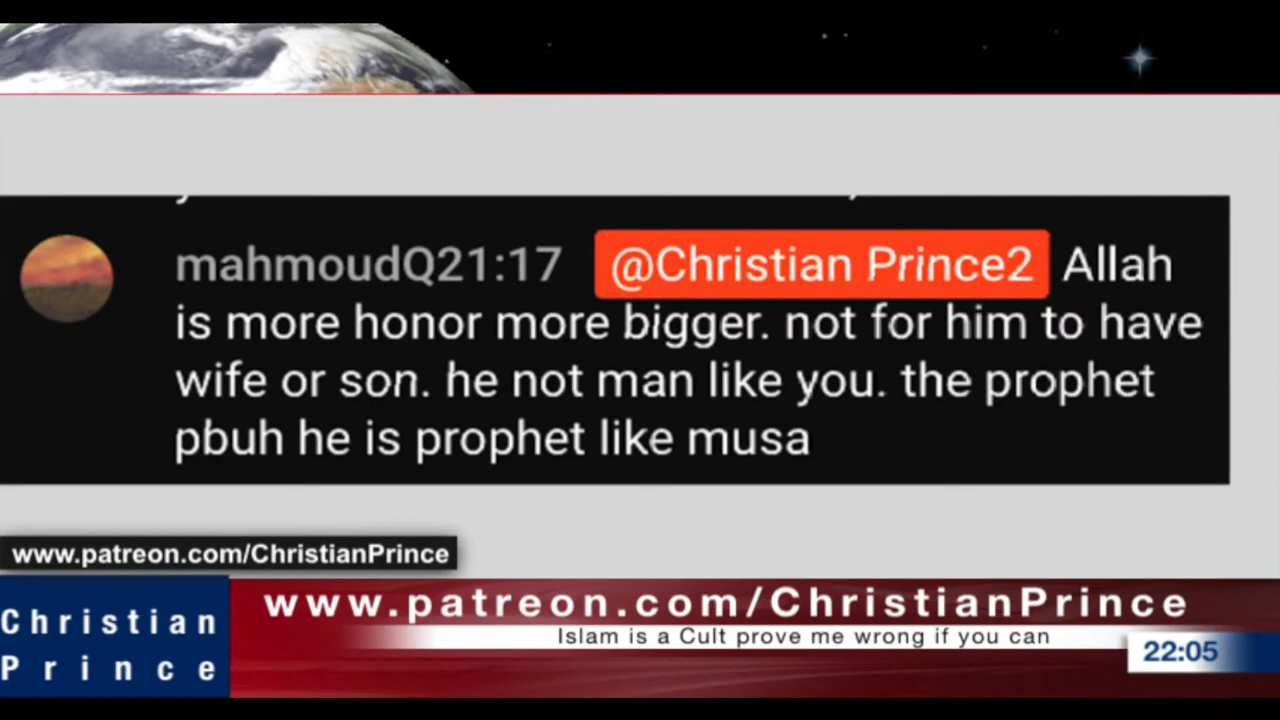 mahmoudQ21:17 @Christian Prince2 Allah
is more honor more bigger. not for him to have
wife or son. he not man like you. the prophet
pbuh he is prophet like musa
www.patreon.com/ChristianPrince
www.patreon.com/ChristianPrince
Islam is a Cult prove me wrong if you can
Christian
Prince
22:05